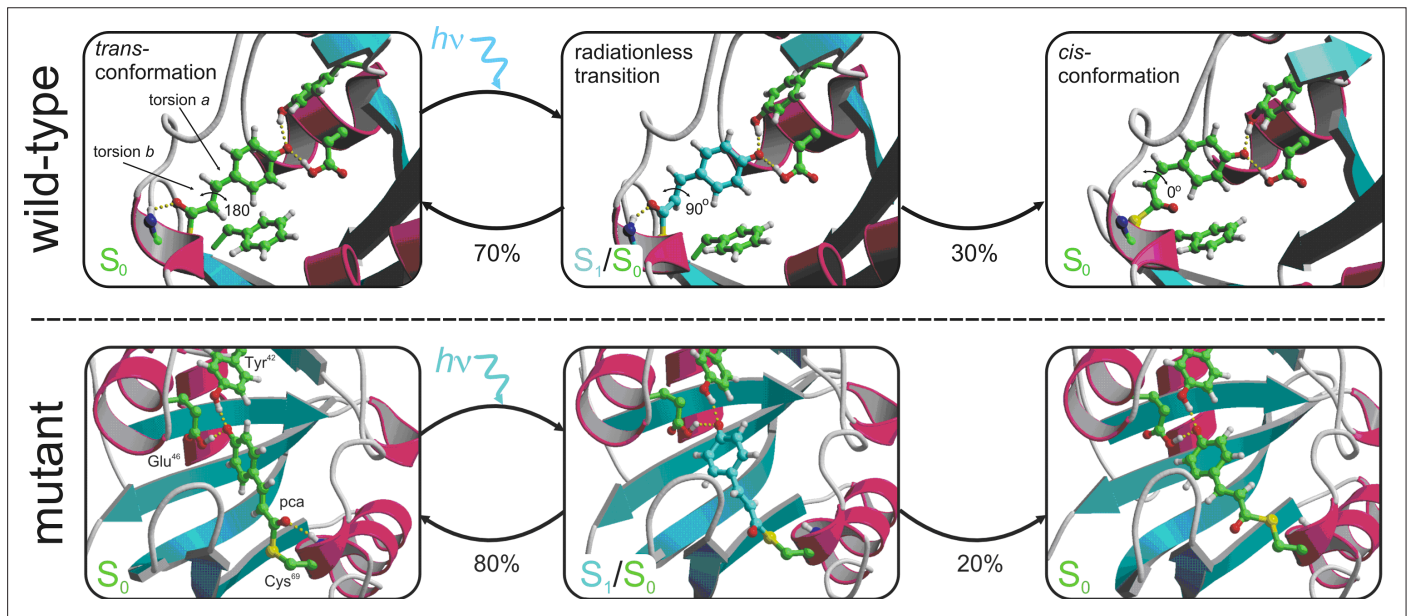 wild-type
trans-
conformation
torsion a
torsion b
180°
S₀
hν
70%
radiationless
transition
90°
S₁/S₀
30%
cis-
conformation
0°
S₀
mutant
Tyr⁴²
Glu⁴⁶
pca
Cys⁶⁹
S₀
hν
80%
S₁/S₀
20%
S₀